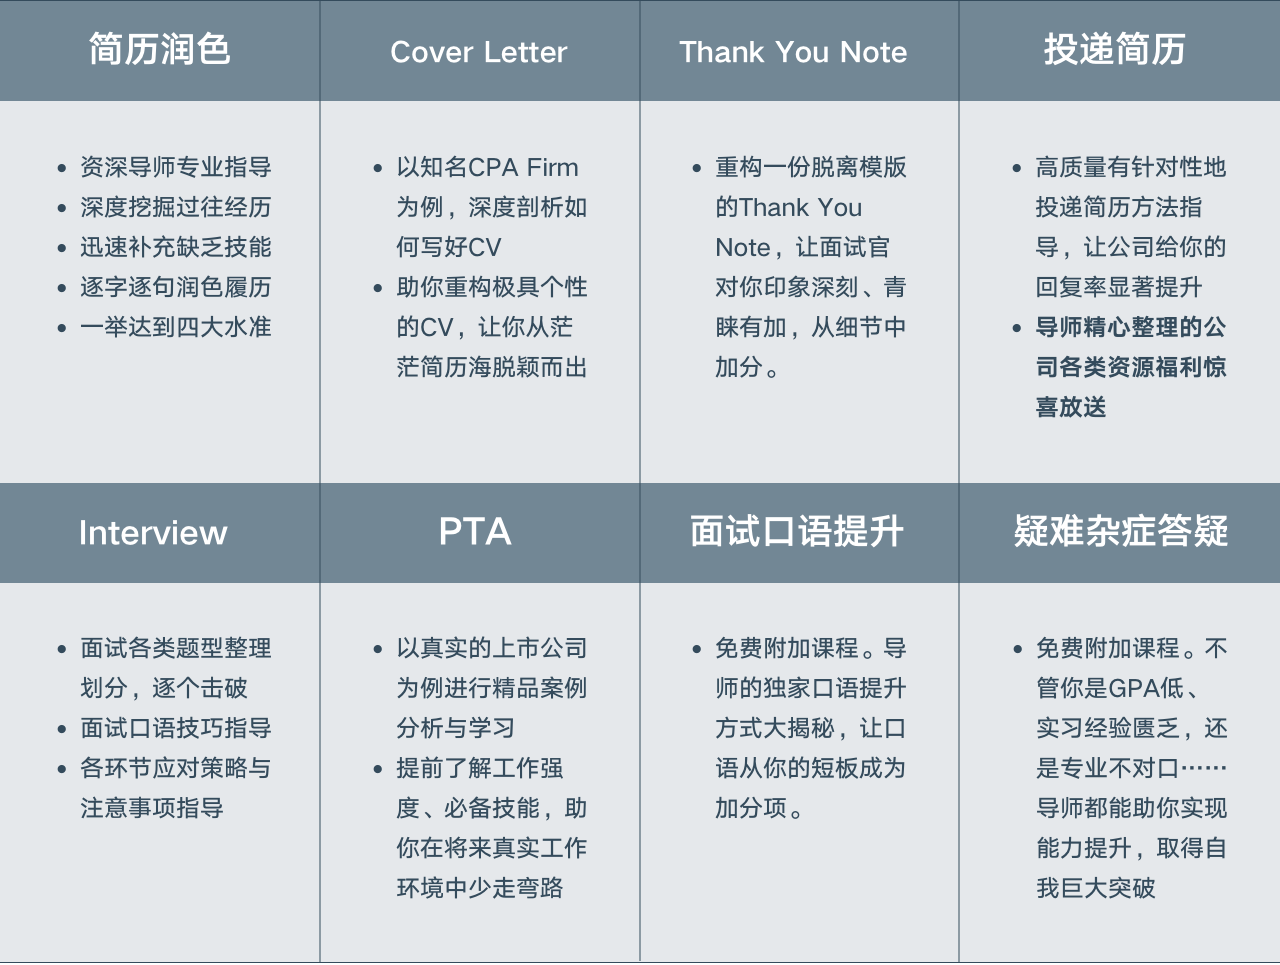 简历润色
Cover Letter
Thank You Note
投递简历
• 资深导师专业指导
• 深度挖掘过往经历
• 迅速补充缺乏技能
• 逐字逐句润色履历
• 一举达到四大水准
• 以知名CPA Firm
为例，深度剖析如
何写好CV
• 助你重构极具个性
的CV，让你从茫
茫简历海脱颖而出
• 重构一份脱离模版
的Thank You
Note，让面试官
对你印象深刻、青
睐有加，从细节中
加分。
• 高质量有针对性地
投递简历方法指
导，让公司给你的
回复率显著提升
• 导师精心整理的公
司各类资源福利惊
喜放送
Interview
PTA
面试口语提升
疑难杂症答疑
• 面试各类题型整理
划分，逐个击破
• 面试口语技巧指导
• 各环节应对策略与
注意事项指导
• 以真实的上市公司
为例进行精品案例
分析与学习
• 提前了解工作强
度、必备技能，助
你在将来真实工作
环境中少走弯路
• 免费附加课程。导
师的独家口语提升
方式大揭秘，让口
语从你的短板成为
加分项。
• 免费附加课程。不
管你是GPA低、
实习经验匮乏，还
是专业不对口……
导师都能助你实现
能力提升，取得自
我巨大突破